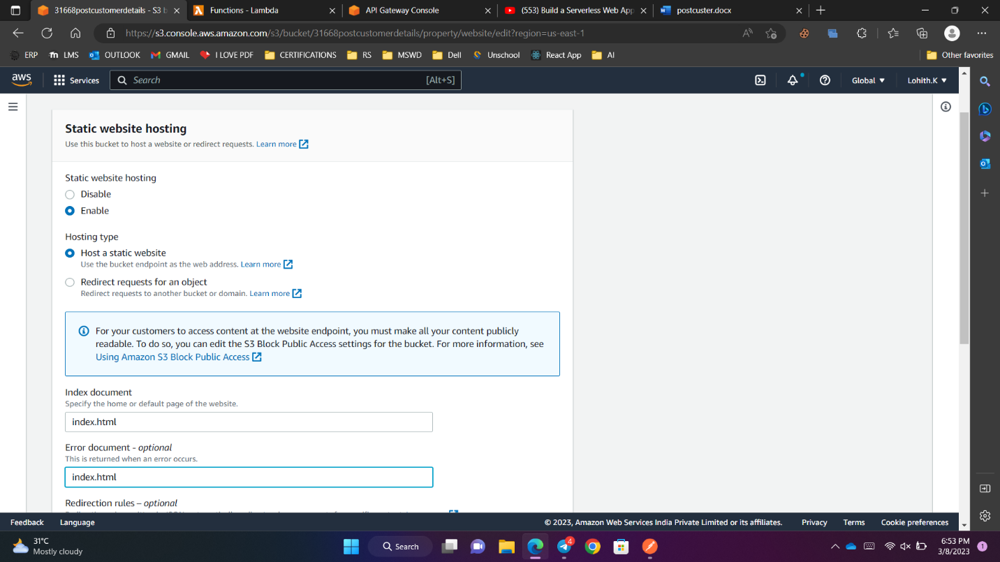 31668postcustomerdetails - S3 b
Functions - Lambda
API Gateway Console
(553) Build a Serverless Web App
postcuster.docx
https://s3.console.aws.amazon.com/s3/bucket/31668postcustomerdetails/property/website/edit?region=us-east-1
ERP
LMS
OUTLOOK
GMAIL
I LOVE PDF
CERTIFICATIONS
RS
MSWD
Dell
Unschool
React App
AI
Other favorites
aws
Services
Search
[Alt+S]
Global
Lohith.K
Static website hosting
Use this bucket to host a website or redirect requests. Learn more
Static website hosting
Disable
Enable
Hosting type
Host a static website
Use the bucket endpoint as the web address. Learn more
Redirect requests for an object
Redirect requests to another bucket or domain. Learn more
For your customers to access content at the website endpoint, you must make all your content publicly
readable. To do so, you can edit the S3 Block Public Access settings for the bucket. For more information, see
Using Amazon S3 Block Public Access
Index document
Specify the home or default page of the website.
index.html
Error document - optional
This is returned when an error occurs.
index.html
Redirection rules – optional
Feedback
Language
© 2023, Amazon Web Services India Private Limited or its affiliates.
Privacy
Terms
Cookie preferences
31°C
Mostly cloudy
Search
4
6:53 PM
3/8/2023
1